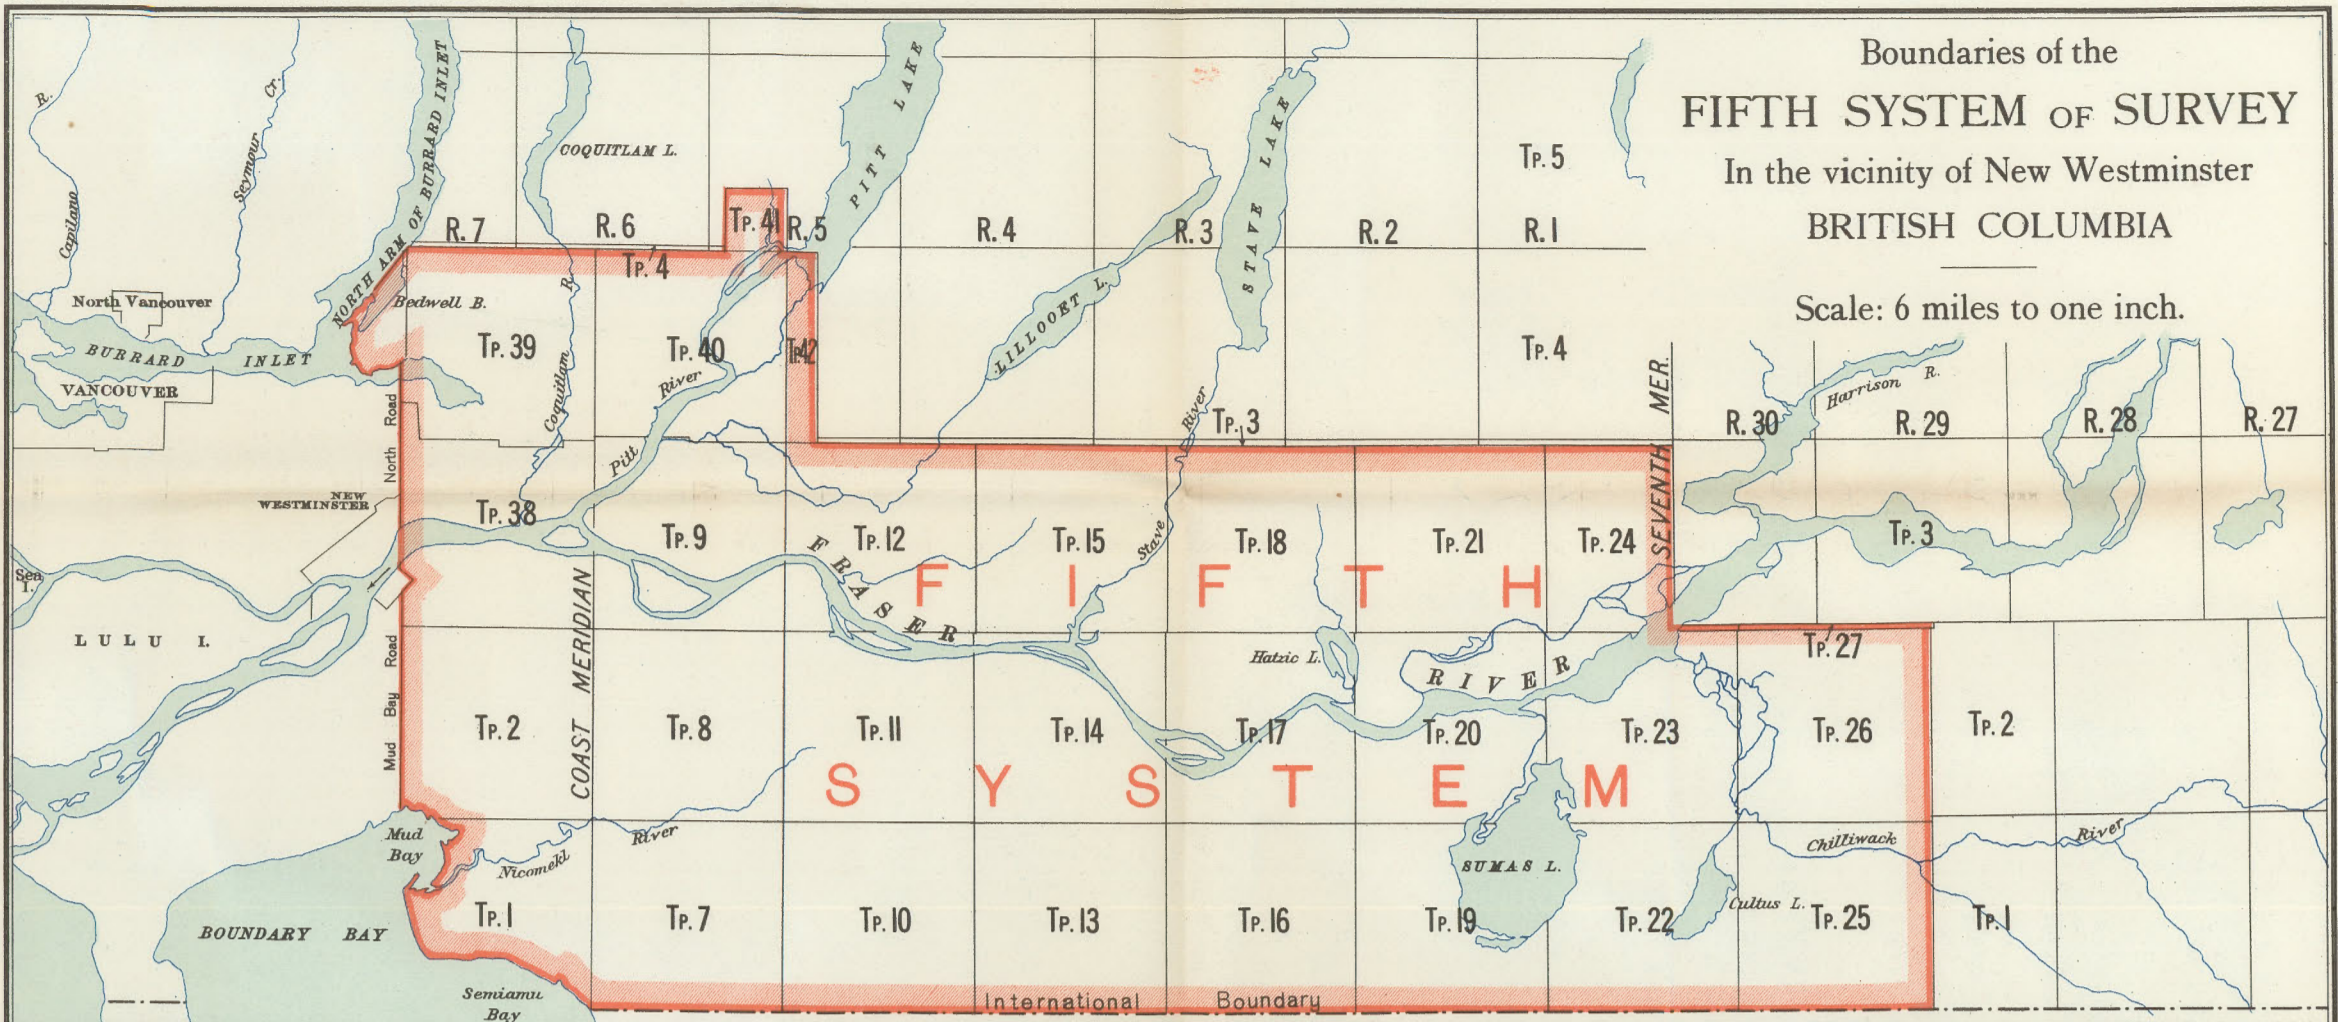 Boundaries of the
FIFTH SYSTEM OF SURVEY
In the vicinity of New Westminster
BRITISH COLUMBIA
Scale: 6 miles to one inch.
R.
Capilano
Seymour
Cr.
NORTH ARM OF BURRARD INLET
COQUITLAM L.
PITT LAKE
STAVE LAKE
TP. 5
R. 7
R. 6
TP. 41
R. 5
R. 4
R. 3
R. 2
R. 1
TP. 4
North Vancouver
Bedwell B.
R.
LILLOOET L.
BURRARD INLET
VANCOUVER
TP. 39
Coquitlam
TP. 40
TP. 42
TP. 4
River
Pitt
River
TP. 3
SEVENTH MER.
Harrison R.
R. 30
R. 29
R. 28
R. 27
North Road
NEW
WESTMINSTER
TP. 38
TP. 9
TP. 12
TP. 15
Stave
TP. 18
TP. 21
TP. 24
TP. 3
Sea
I.
FIFTH
FRASER
LULU I.
Mud Bay Road
COAST MERIDIAN
Hatzic L.
RIVER
TP. 27
TP. 2
TP. 8
TP. 11
TP. 14
TP. 17
TP. 20
TP. 23
TP. 26
TP. 2
SYSTEM
Mud
Bay
Nicomekl
River
SUMAS L.
Chilliwack
River
Cultus L.
BOUNDARY BAY
TP. 1
TP. 7
TP. 10
TP. 13
TP. 16
TP. 19
TP. 22
TP. 25
TP. 1
Semiamu
Bay
International Boundary